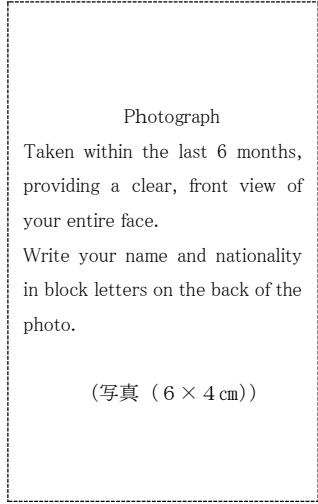 Photograph
Taken within the last 6 months,
providing a clear, front view of
your entire face.
Write your name and nationality
in block letters on the back of the
photo.
（写真（６×４㎝））